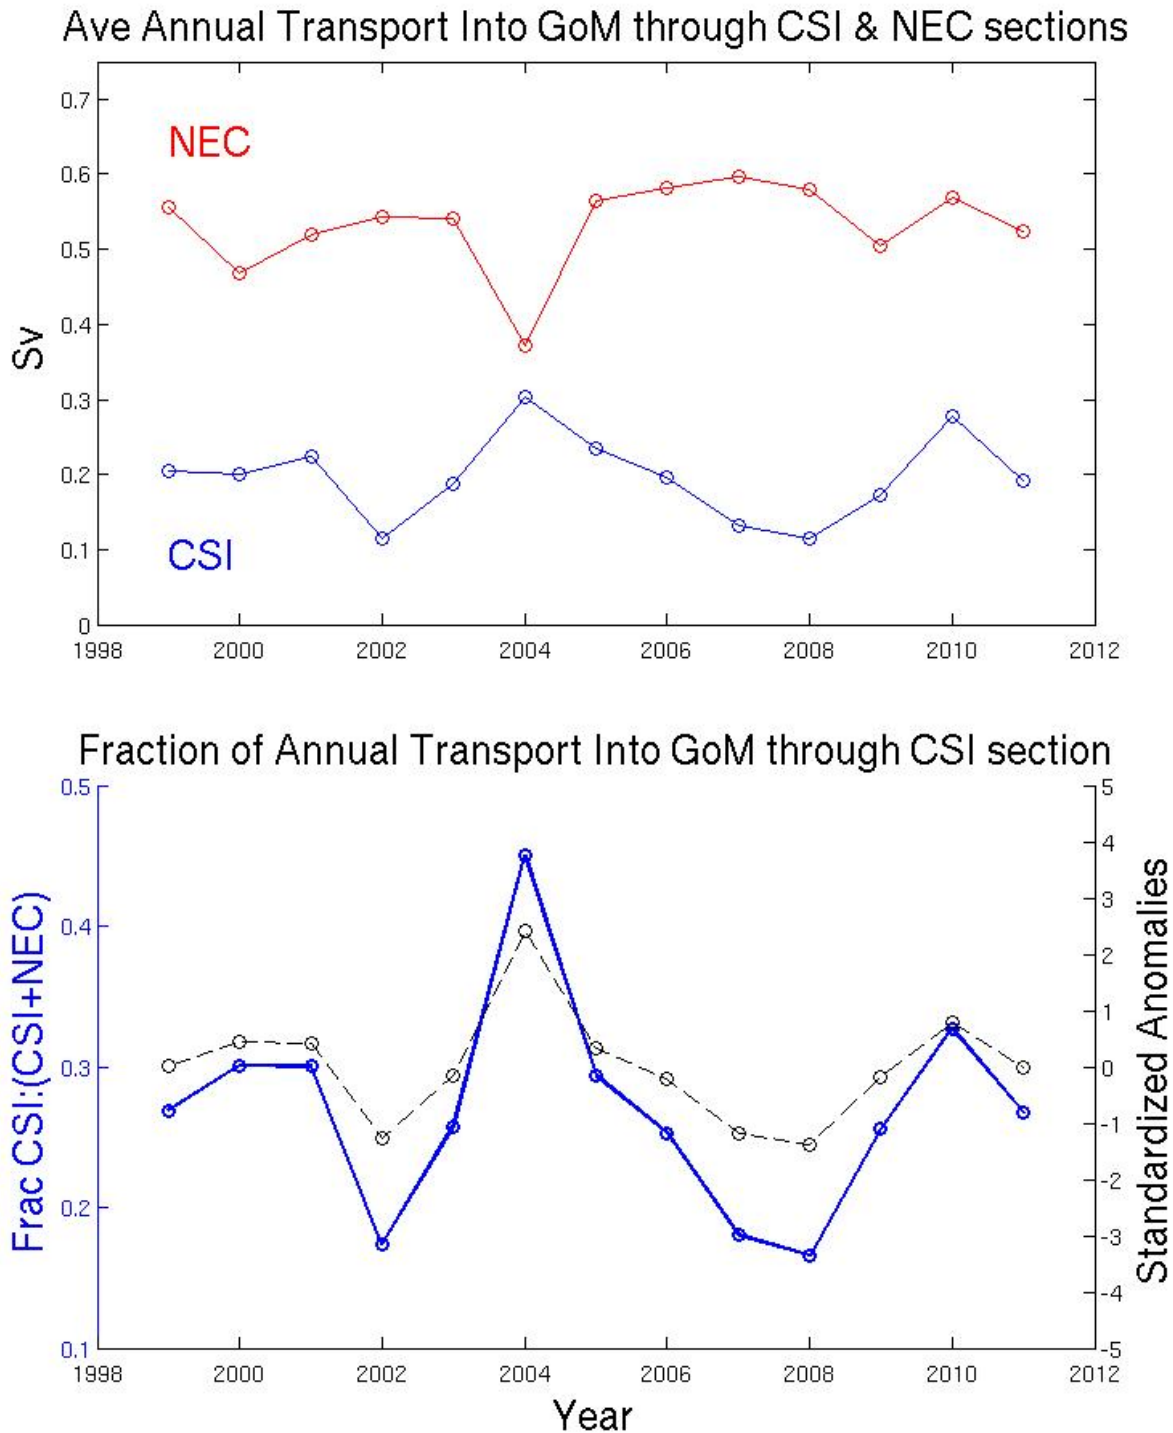 Ave Annual Transport Into GoM through CSI & NEC sections
0.7
0.6
0.5
0.4
0.3
0.2
0.1
0
Sv
NEC
CSI
1998 2000 2002 2004 2006 2008 2010 2012
Fraction of Annual Transport Into GoM through CSI section
0.5
0.4
0.3
0.2
0.1
Frac CSI:(CSI+NEC)
5
4
3
2
1
0
-1
-2
-3
-4
-5
Standardized Anomalies
1998 2000 2002 2004 2006 2008 2010 2012
Year